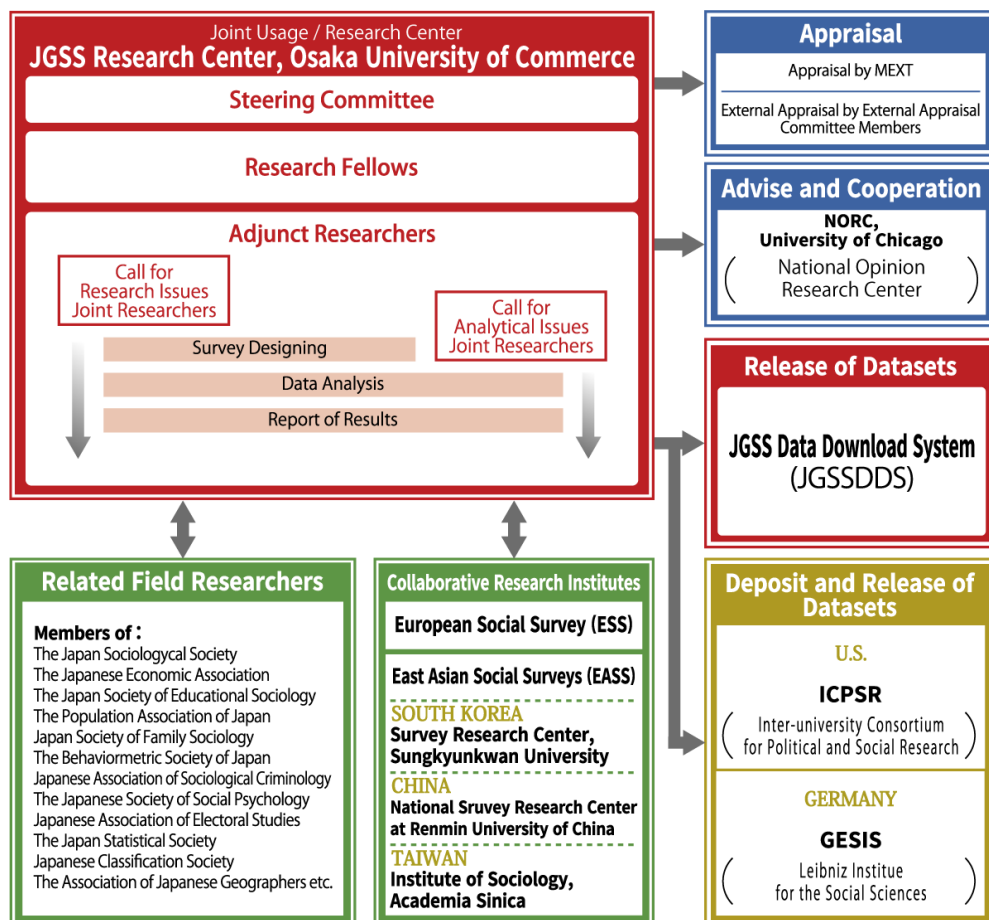 Joint Usage / Research Center
JGSS Research Center, Osaka University of Commerce
Steering Committee
Research Fellows
Adjunct Researchers
Call for
Research Issues
Joint Researchers
Call for
Analytical Issues
Joint Researchers
Survey Designing
Data Analysis
Report of Results
Appraisal
Appraisal by MEXT
External Appraisal by External Appraisal
Committee Members
Advise and Cooperation
NORC,
University of Chicago
(National Opinion
Research Center)
Release of Datasets
JGSS Data Download System
(JGSSDDS)
Related Field Researchers
Members of :
The Japan Sociologycal Society
The Japanese Economic Association
The Japan Society of Educational Sociology
The Population Association of Japan
Japan Society of Family Sociology
The Behaviormetric Society of Japan
Japanese Association of Sociological Criminology
The Japanese Society of Social Psychology
Japanese Association of Electoral Studies
The Japan Statistical Society
Japanese Classification Society
The Association of Japanese Geographers etc.
Collaborative Research Institutes
European Social Survey (ESS)
East Asian Social Surveys (EASS)
SOUTH KOREA
Survey Research Center,
Sungkyunkwan University
CHINA
National Sruvey Research Center
at Renmin University of China
TAIWAN
Institute of Sociology,
Academia Sinica
Deposit and Release of
Datasets
U.S.
ICPSR
(Inter-university Consortium
for Political and Social Research)
GERMANY
GESIS
(Leibniz Institue
for the Social Sciences)